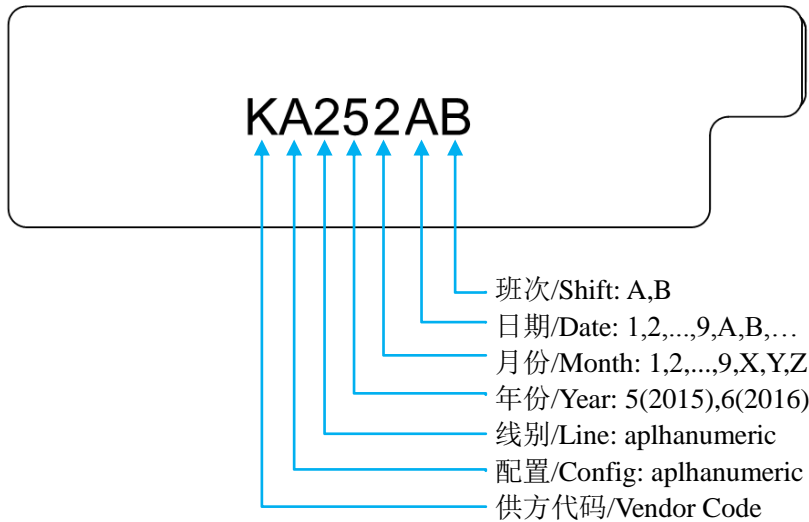 KA252AB
班次/Shift: A,B
日期/Date: 1,2,...,9,A,B,…
月份/Month: 1,2,...,9,X,Y,Z
年份/Year: 5(2015),6(2016)
线别/Line: aplhanumeric
配置/Config: aplhanumeric
供方代码/Vendor Code